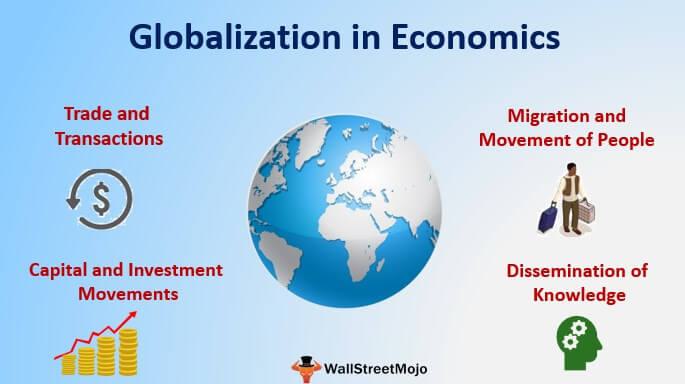 Globalization in Economics
Trade and
Transactions
$
Migration and
Movement of People
Capital and Investment
Movements
Dissemination of
Knowledge
WallStreetMojo